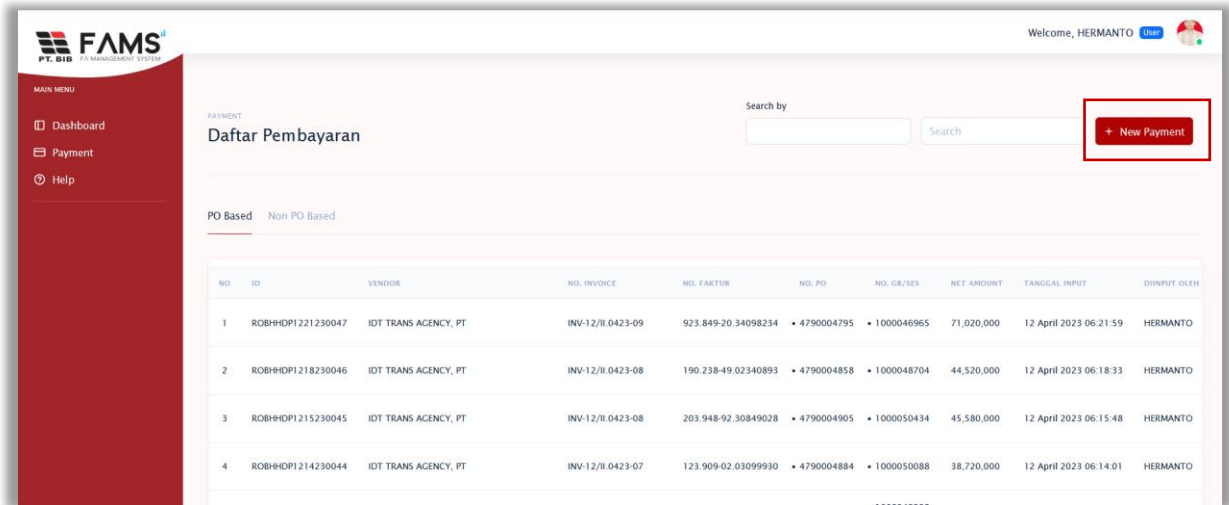 FAMS
PT. BIB FA MANAGEMENT SYSTEM
Welcome, HERMANTO User
MAIN MENU
Dashboard
Payment
Help
PAYMENT
Daftar Pembayaran
Search by
Search
+ New Payment
PO Based Non PO Based
NO ID VENDOR NO. INVOICE NO. FAKTUR NO. PO NO. GR/SES NET AMOUNT TANGGAL INPUT DIINPUT OLEH
1 ROBHHDP1221230047 IDT TRANS AGENCY, PT INV-12/II.0423-09 923.849-20.34098234 • 4790004795 • 1000046965 71,020,000 12 April 2023 06:21:59 HERMANTO
2 ROBHHDP1218230046 IDT TRANS AGENCY, PT INV-12/II.0423-08 190.238-49.02340893 • 4790004858 • 1000048704 44,520,000 12 April 2023 06:18:33 HERMANTO
3 ROBHHDP1215230045 IDT TRANS AGENCY, PT INV-12/II.0423-08 203.948-92.30849028 • 4790004905 • 1000050434 45,580,000 12 April 2023 06:15:48 HERMANTO
4 ROBHHDP1214230044 IDT TRANS AGENCY, PT INV-12/II.0423-07 123.909-02.03099930 • 4790004884 • 1000050088 38,720,000 12 April 2023 06:14:01 HERMANTO